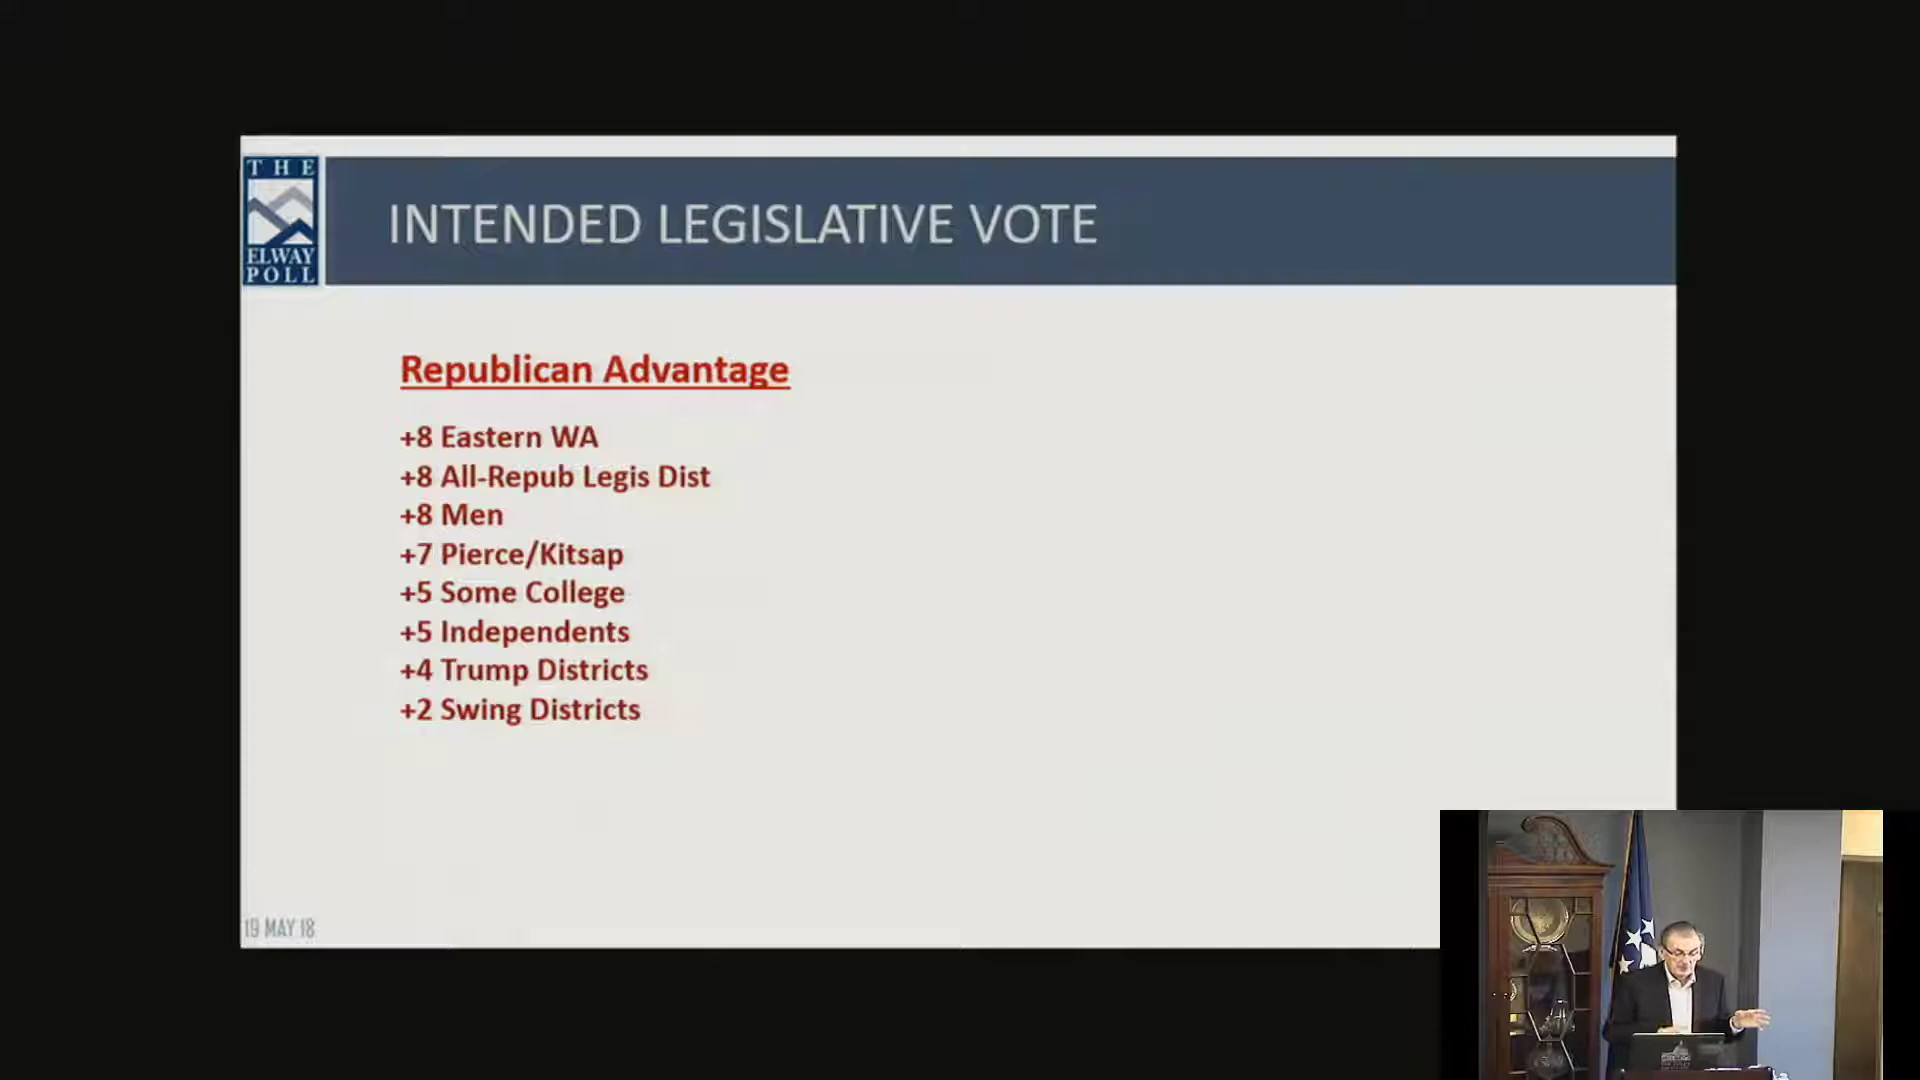 THE
ELWAY
POLL
INTENDED LEGISLATIVE VOTE
Republican Advantage
+8 Eastern WA
+8 All-Repub Legis Dist
+8 Men
+7 Pierce/Kitsap
+5 Some College
+5 Independents
+4 Trump Districts
+2 Swing Districts
19 MAY 18